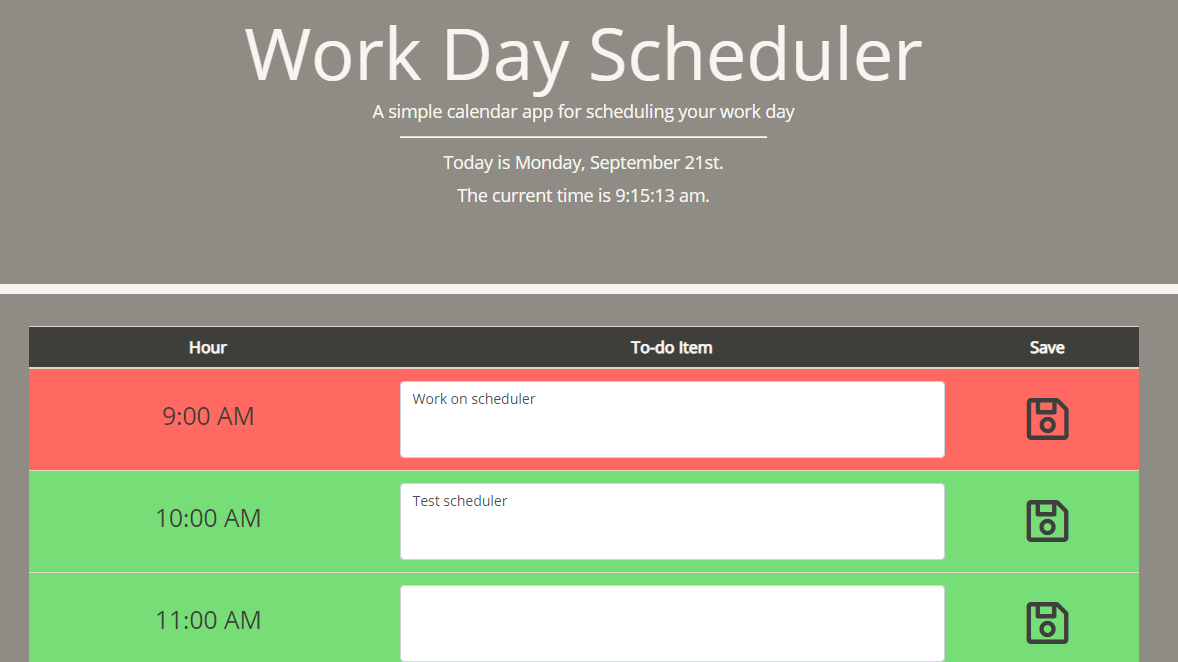 Work Day Scheduler
A simple calendar app for scheduling your work day
Today is Monday, September 21st.
The current time is 9:15:13 am.
Hour To-do Item Save
9:00 AM Work on scheduler
10:00 AM Test scheduler
11:00 AM